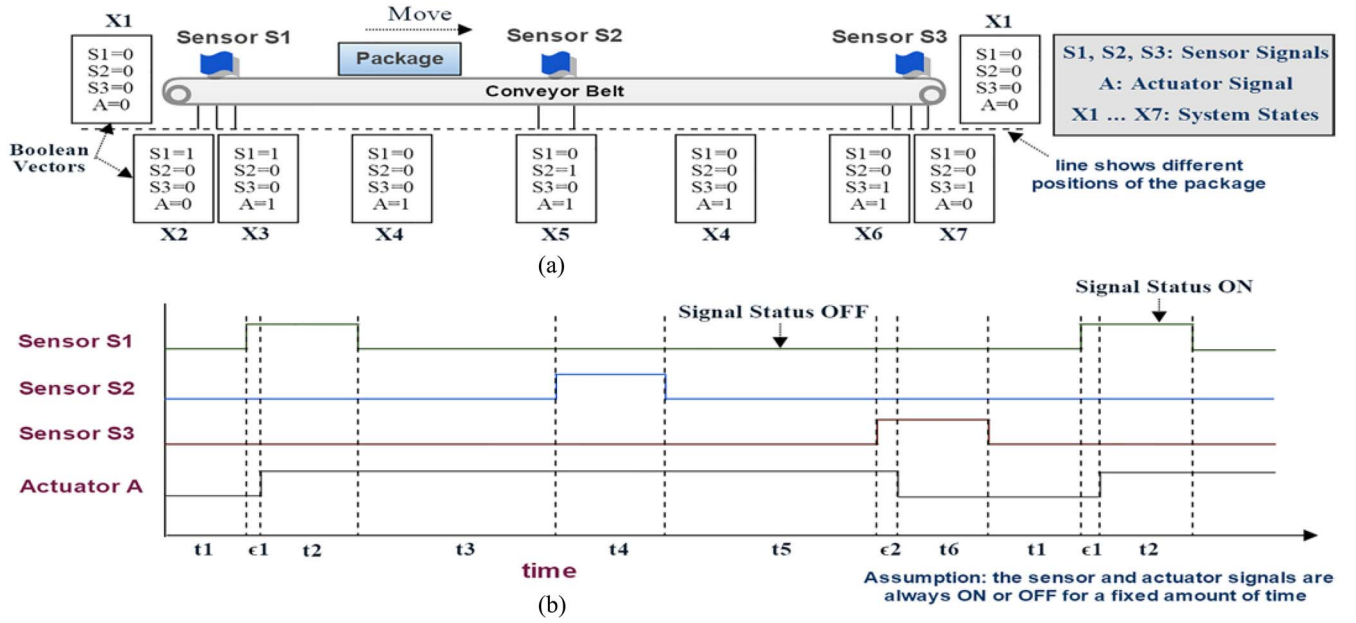 X1
Move
X1
S1=0
S2=0
S3=0
A=0
Sensor S1
Package
Sensor S2
Sensor S3
Conveyor Belt
S1=0
S2=0
S3=0
A=0
S1, S2, S3: Sensor Signals
A: Actuator Signal
X1 ... X7: System States
Boolean
Vectors
S1=1
S2=0
S3=0
A=0
X2
S1=1
S2=0
S3=0
A=1
X3
S1=0
S2=0
S3=0
A=1
X4
S1=0
S2=1
S3=0
A=1
X5
S1=0
S2=0
S3=0
A=1
X4
S1=0
S2=0
S3=1
A=1
X6
S1=0
S2=0
S3=1
A=0
X7
line shows different
positions of the package
(a)
Signal Status OFF
Signal Status ON
Sensor S1
Sensor S2
Sensor S3
Actuator A
t1 ϵ1 t2 t3 t4 t5 ϵ2 t6 t1 ϵ1 t2
time
Assumption: the sensor and actuator signals are
always ON or OFF for a fixed amount of time
(b)